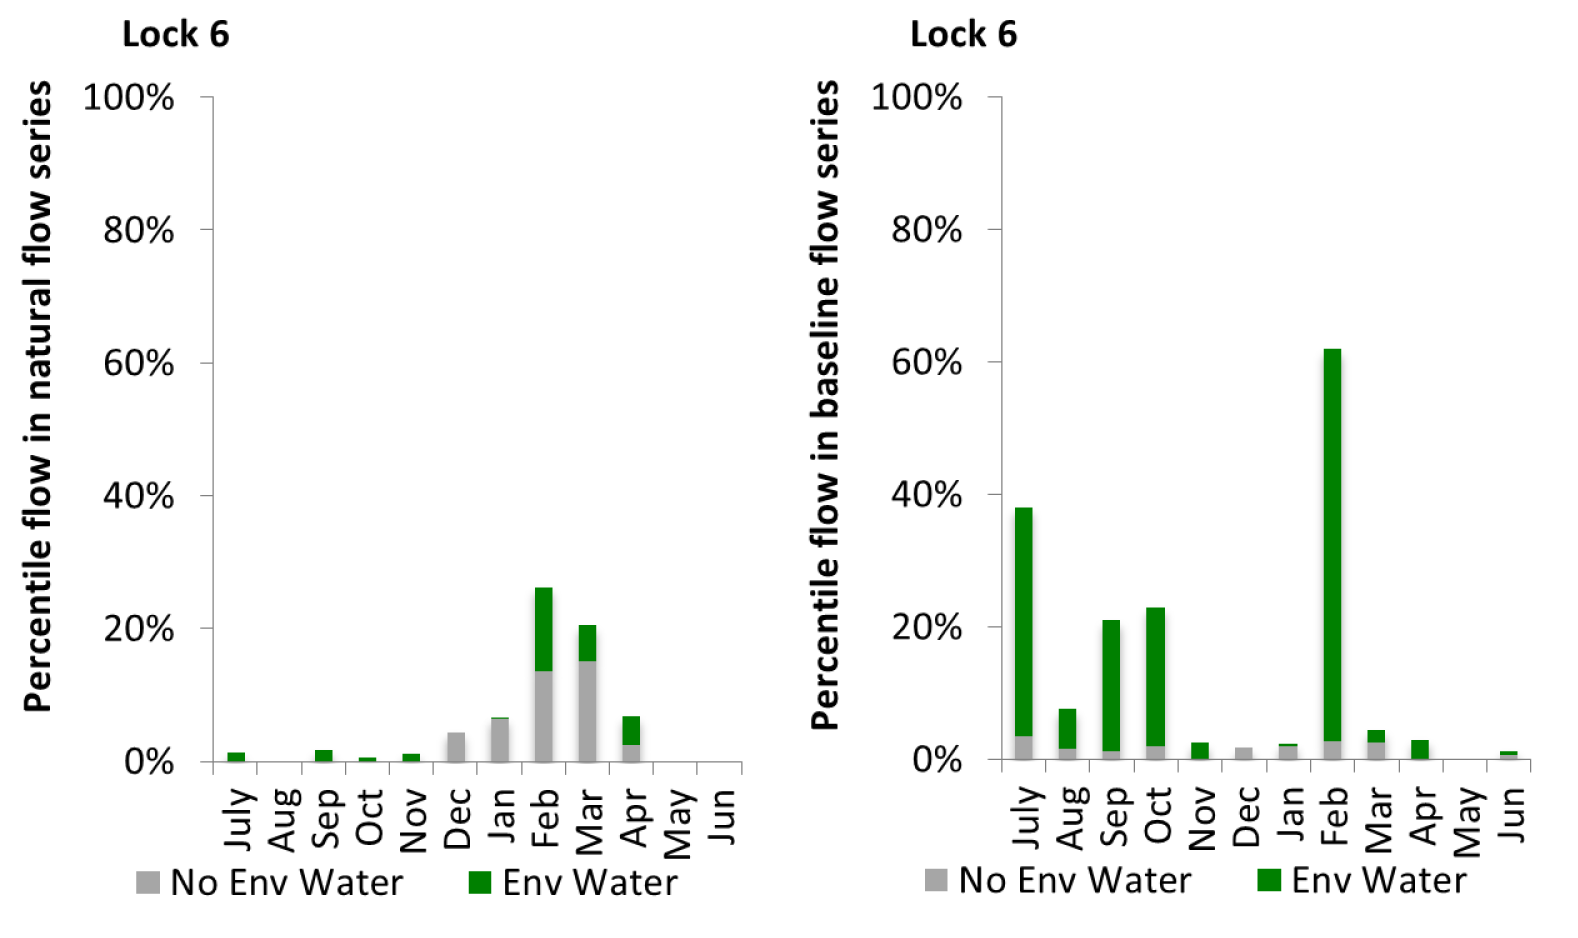 Lock 6
Percentile flow in natural flow series
100%
80%
60%
40%
20%
0%
July Aug Sep Oct Nov Dec Jan Feb Mar Apr May Jun
No Env Water Env Water
Lock 6
Percentile flow in baseline flow series
100%
80%
60%
40%
20%
0%
July Aug Sep Oct Nov Dec Jan Feb Mar Apr May Jun
No Env Water Env Water